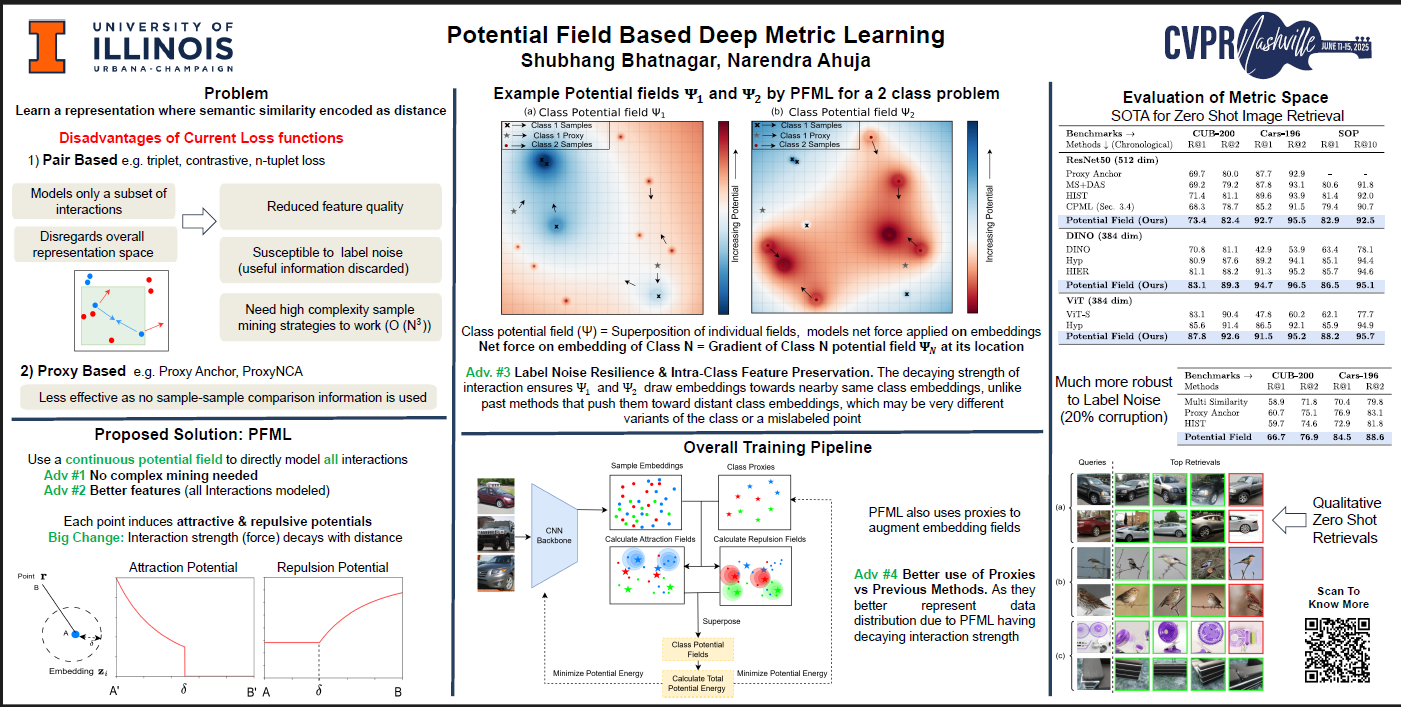 UNIVERSITY OF
ILLINOIS
URBANA-CHAMPAIGN
Potential Field Based Deep Metric Learning
Shubhang Bhatnagar, Narendra Ahuja
CVPR Nashville JUNE 11-15, 2025
Problem
Learn a representation where semantic similarity encoded as distance
Disadvantages of Current Loss functions
1) Pair Based e.g. triplet, contrastive, n-tuplet loss
Models only a subset of
interactions
Disregards overall
representation space
Reduced feature quality
Susceptible to label noise
(useful information discarded)
Need high complexity sample
mining strategies to work (O (N³))
2) Proxy Based e.g. Proxy Anchor, ProxyNCA
Less effective as no sample-sample comparison information is used
Proposed Solution: PFML
Use a continuous potential field to directly model all interactions
Adv #1 No complex mining needed
Adv #2 Better features (all Interactions modeled)
Each point induces attractive & repulsive potentials
Big Change: Interaction strength (force) decays with distance
Attraction Potential
Repulsion Potential
Point r
B
A
δ
Embedding z_i
A' δ B'
A δ B
Example Potential fields Ψ₁ and Ψ₂ by PFML for a 2 class problem
(a) Class Potential field Ψ₁
Class 1 Samples
Class 1 Proxy
Class 2 Samples
Increasing Potential
(b) Class Potential field Ψ₂
Class 1 Samples
Class 1 Proxy
Class 2 Samples
Increasing Potential
Class potential field (Ψ) = Superposition of individual fields, models net force applied on embeddings
Net force on embedding of Class N = Gradient of Class N potential field Ψ_N at its location
Adv. #3 Label Noise Resilience & Intra-Class Feature Preservation. The decaying strength of
interaction ensures Ψ₁ and Ψ₂ draw embeddings towards nearby same class embeddings, unlike
past methods that push them toward distant class embeddings, which may be very different
variants of the class or a mislabeled point
Overall Training Pipeline
Sample Embeddings
Class Proxies
CNN
Backbone
Calculate Attraction Fields
Calculate Repulsion Fields
Superpose
Class Potential
Fields
Minimize Potential Energy
Calculate Total
Potential Energy
Minimize Potential Energy
PFML also uses proxies to
augment embedding fields
Adv #4 Better use of Proxies
vs Previous Methods. As they
better represent data
distribution due to PFML having
decaying interaction strength
Evaluation of Metric Space
SOTA for Zero Shot Image Retrieval
Benchmarks → CUB-200 Cars-196 SOP
Methods ↓ (Chronological) R@1 R@2 R@1 R@2 R@1 R@10
ResNet50 (512 dim)
Proxy Anchor 69.7 80.0 87.7 92.9 – –
MS+DAS 69.2 79.2 87.8 93.1 80.6 91.8
HIST 71.4 81.1 89.6 93.9 81.4 92.0
CPML (Sec. 3.4) 68.3 78.7 85.2 91.5 79.4 90.7
Potential Field (Ours) 73.4 82.4 92.7 95.5 82.9 92.5
DINO (384 dim)
DINO 70.8 81.1 42.9 53.9 63.4 78.1
Hyp 80.9 87.6 89.2 94.1 85.1 94.4
HIER 81.1 88.2 91.3 95.2 85.7 94.6
Potential Field (Ours) 83.1 89.3 94.7 96.5 86.5 95.1
ViT (384 dim)
ViT-S 83.1 90.4 47.8 60.2 62.1 77.7
Hyp 85.6 91.4 86.5 92.1 85.9 94.9
Potential Field (Ours) 87.8 92.6 91.5 95.2 88.2 95.7
Much more robust
to Label Noise
(20% corruption)
Benchmarks → CUB-200 Cars-196
Methods R@1 R@2 R@1 R@2
Multi Similarity 58.9 71.8 70.4 79.8
Proxy Anchor 60.7 75.1 76.9 83.1
HIST 59.7 74.6 72.9 81.8
Potential Field 66.7 76.9 84.5 88.6
Queries Top Retrievals
(a)
(b)
(c)
Qualitative
Zero Shot
Retrievals
Scan To
Know More